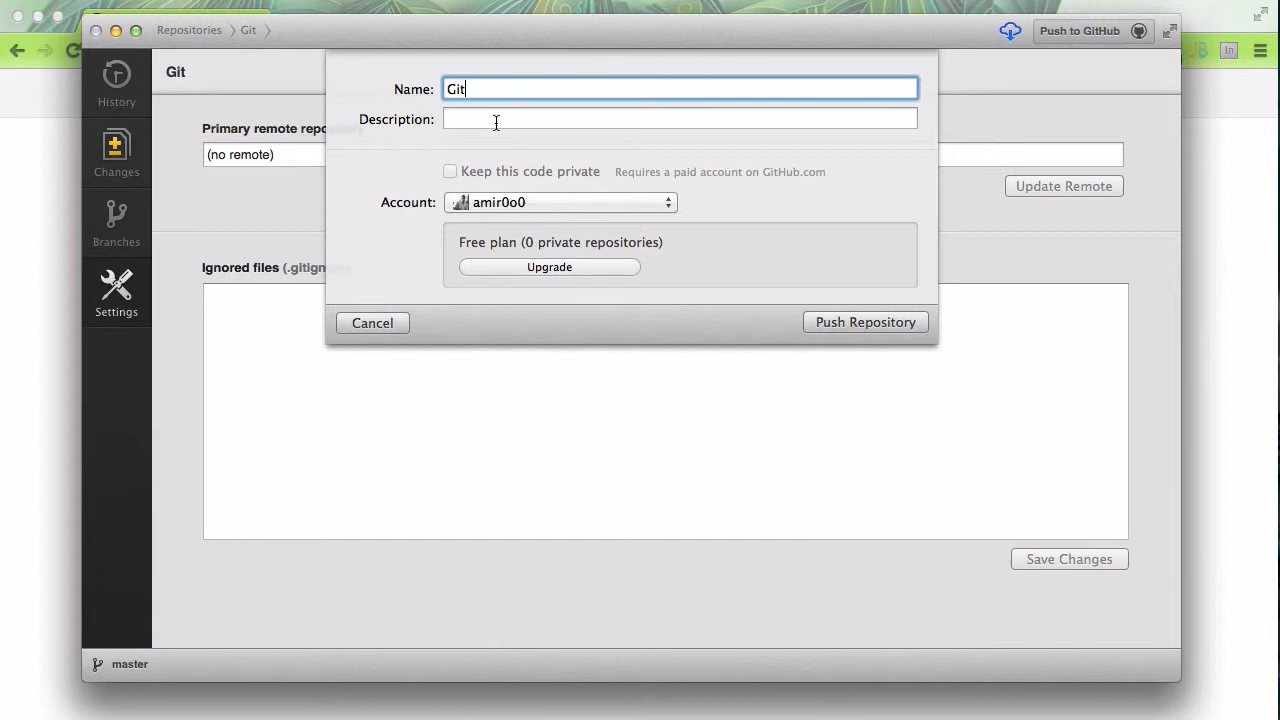 Repositories
Git
Push to GitHub
History
Changes
Branches
Settings
Git
Name:
Git
Description:
Primary remote repo
(no remote)
Keep this code private
Requires a paid account on GitHub.com
Update Remote
Account:
amir0o0
Free plan (0 private repositories)
Upgrade
Ignored files (.gitign
Cancel
Push Repository
Save Changes
master
In